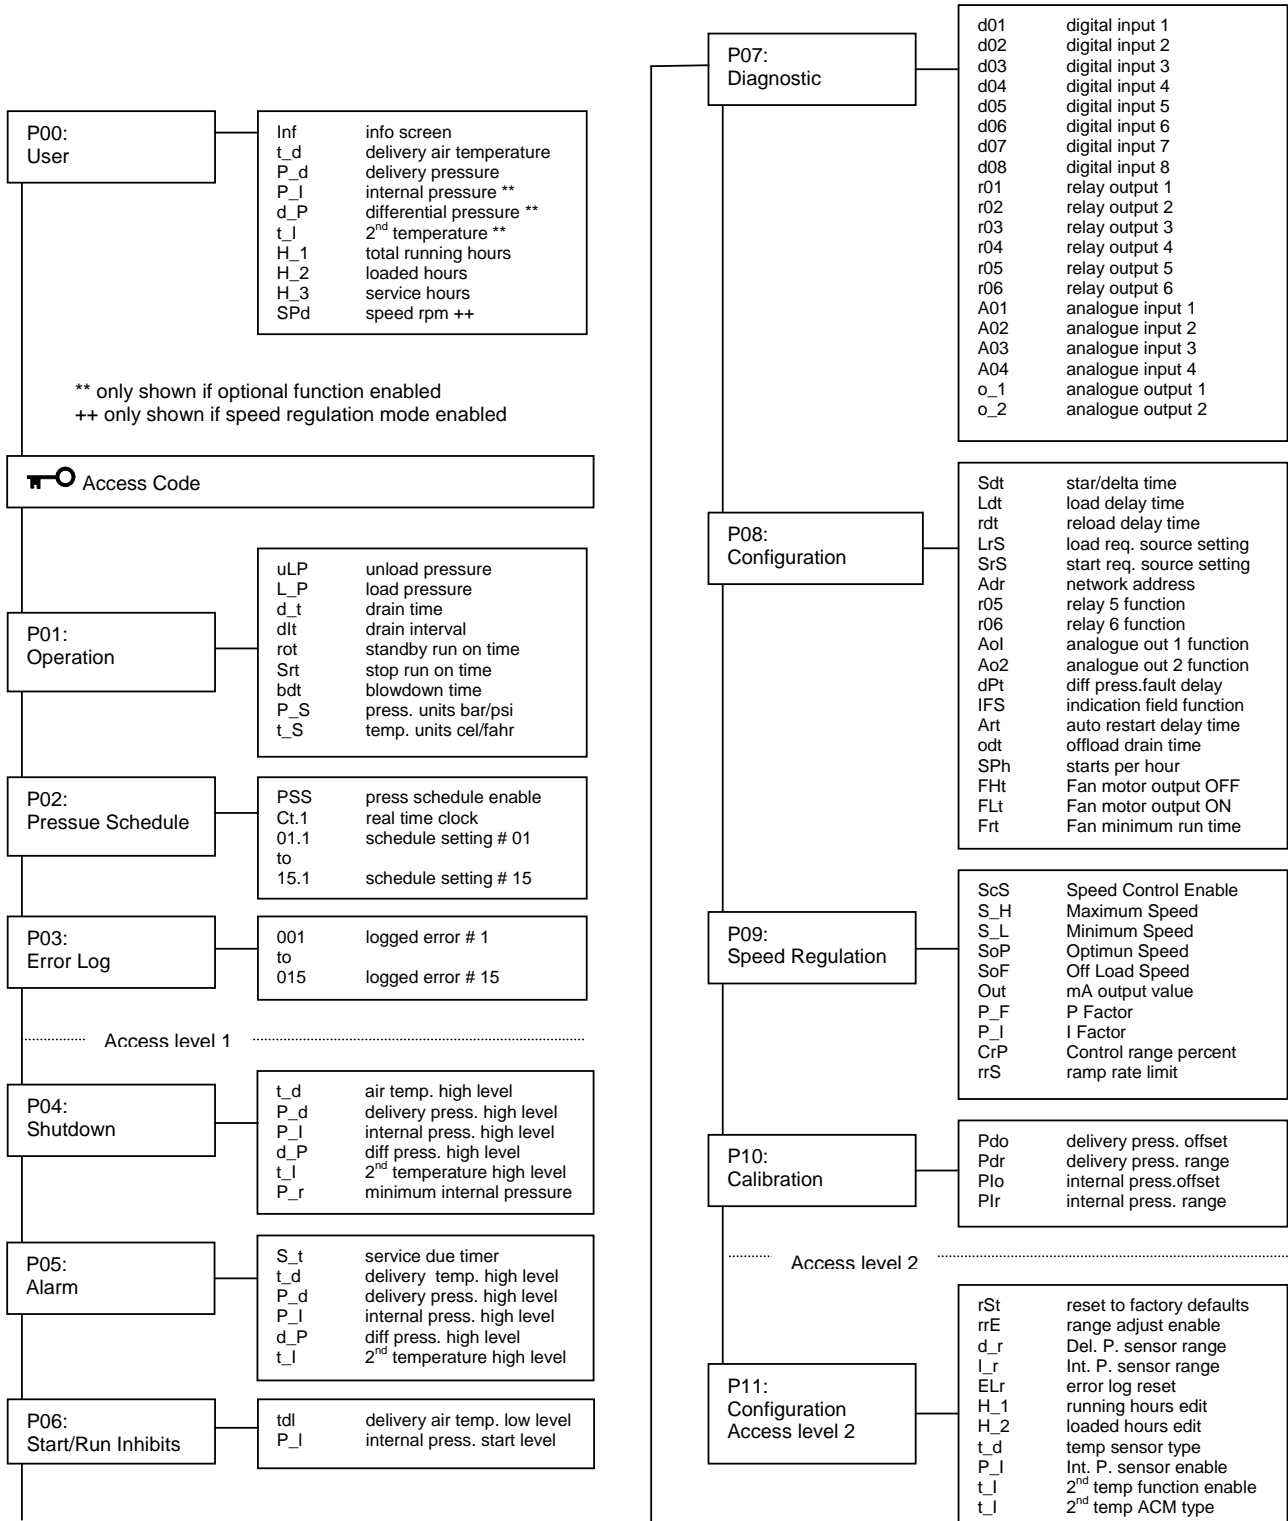 P00:
User
Inf info screen
t_d delivery air temperature
P_d delivery pressure
P_I internal pressure **
d_P differential pressure **
t_I 2nd temperature **
H_1 total running hours
H_2 loaded hours
H_3 service hours
SPd speed rpm ++
** only shown if optional function enabled
++ only shown if speed regulation mode enabled
Access Code
P01:
Operation
uLP unload pressure
L_P load pressure
d_t drain time
dIt drain interval
rot standby run on time
Srt stop run on time
bdt blowdown time
P_S press. units bar/psi
t_S temp. units cel/fahr
P02:
Pressue Schedule
PSS press schedule enable
Ct.1 real time clock
01.1 schedule setting # 01
to
15.1 schedule setting # 15
P03:
Error Log
001 logged error # 1
to
015 logged error # 15
Access level 1
P04:
Shutdown
t_d air temp. high level
P_d delivery press. high level
P_I internal press. high level
d_P diff press. high level
t_I 2nd temperature high level
P_r minimum internal pressure
P05:
Alarm
S_t service due timer
t_d delivery temp. high level
P_d delivery press. high level
P_I internal press. high level
d_P diff press. high level
t_I 2nd temperature high level
P06:
Start/Run Inhibits
tdl delivery air temp. low level
P_I internal press. start level
P07:
Diagnostic
d01 digital input 1
d02 digital input 2
d03 digital input 3
d04 digital input 4
d05 digital input 5
d06 digital input 6
d07 digital input 7
d08 digital input 8
r01 relay output 1
r02 relay output 2
r03 relay output 3
r04 relay output 4
r05 relay output 5
r06 relay output 6
A01 analogue input 1
A02 analogue input 2
A03 analogue input 3
A04 analogue input 4
o_1 analogue output 1
o_2 analogue output 2
P08:
Configuration
Sdt star/delta time
Ldt load delay time
rdt reload delay time
LrS load req. source setting
SrS start req. source setting
Adr network address
r05 relay 5 function
r06 relay 6 function
AoI analogue out 1 function
Ao2 analogue out 2 function
dPt diff press.fault delay
IFS indication field function
Art auto restart delay time
odt offload drain time
SPh starts per hour
FHt Fan motor output OFF
FLt Fan motor output ON
Frt Fan minimum run time
P09:
Speed Regulation
ScS Speed Control Enable
S_H Maximum Speed
S_L Minimum Speed
SoP Optimun Speed
SoF Off Load Speed
Out mA output value
P_F P Factor
P_I I Factor
CrP Control range percent
rrS ramp rate limit
P10:
Calibration
Pdo delivery press. offset
Pdr delivery press. range
PIo internal press.offset
PIr internal press. range
Access level 2
P11:
Configuration
Access level 2
rSt reset to factory defaults
rrE range adjust enable
d_r Del. P. sensor range
I_r Int. P. sensor range
ELr error log reset
H_1 running hours edit
H_2 loaded hours edit
t_d temp sensor type
P_I Int. P. sensor enable
t_I 2nd temp function enable
t_I 2nd temp ACM type